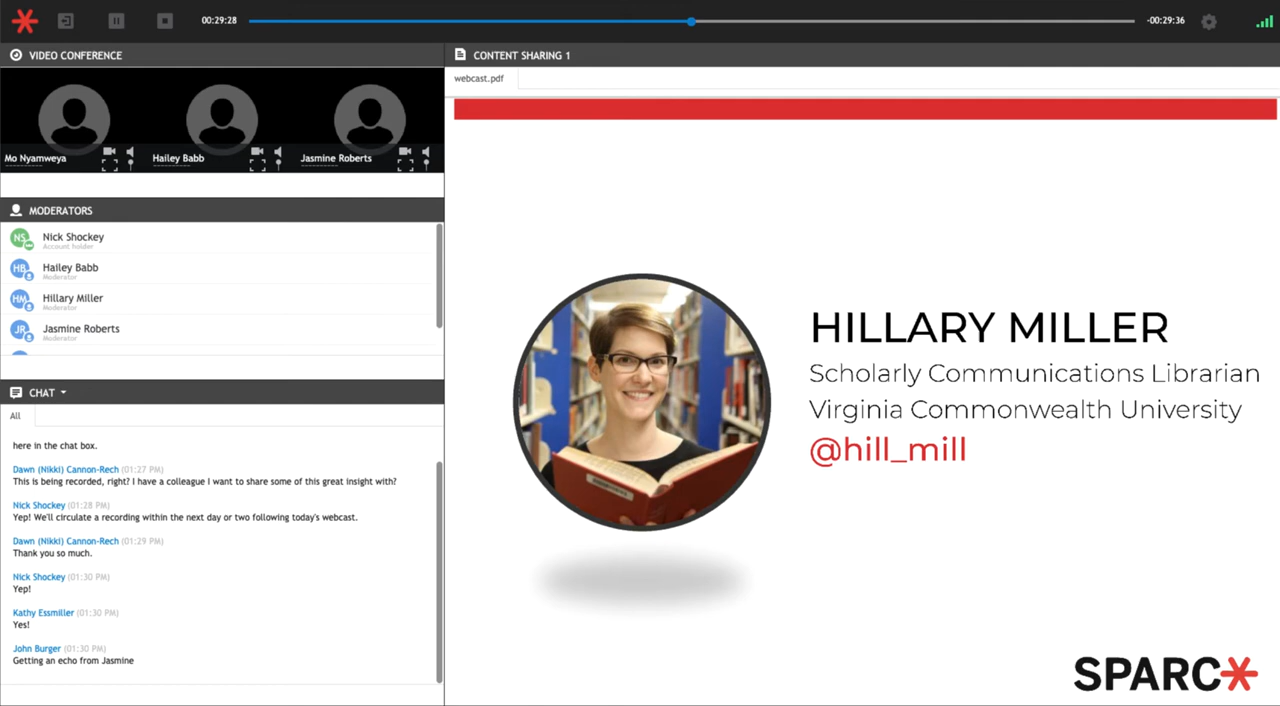 00:29:28
-00:29:36
VIDEO CONFERENCE
CONTENT SHARING 1
webcast.pdf
Mo Nyamweya
Hailey Babb
Jasmine Roberts
MODERATORS
NS
Nick Shockey
Account holder
HB
Hailey Babb
Moderator
HM
Hillary Miller
Moderator
JR
Jasmine Roberts
Moderator
CHAT
All
here in the chat box.
Dawn (Nikki) Cannon-Rech (01:27 PM)
This is being recorded, right? I have a colleague I want to share some of this great insight with?
Nick Shockey (01:28 PM)
Yep! We'll circulate a recording within the next day or two following today's webcast.
Dawn (Nikki) Cannon-Rech (01:29 PM)
Thank you so much.
Nick Shockey (01:30 PM)
Yep!
Kathy Essmiller (01:30 PM)
Yes!
John Burger (01:30 PM)
Getting an echo from Jasmine
HILLARY MILLER
Scholarly Communications Librarian
Virginia Commonwealth University
@hill_mill
SPARC